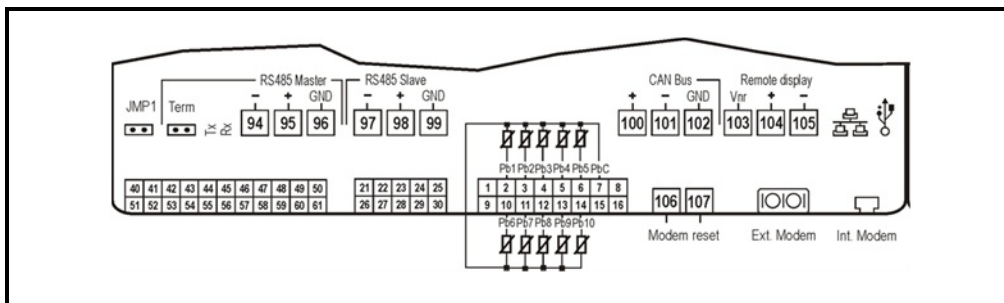 RS485 Master RS485 Slave CAN Bus Remote display
JMP1 Term - + GND - + GND + - GND Vnr + -
Tx Rx 94 95 96 97 98 99 100 101 102 103 104 105
Pb1 Pb2 Pb3 Pb4 Pb5 PbC
40 41 42 43 44 45 46 47 48 49 50 21 22 23 24 25 1 2 3 4 5 6 7 8
51 52 53 54 55 56 57 58 59 60 61 26 27 28 29 30 9 10 11 12 13 14 15 16
106 107 IOIOI
Pb6 Pb7 Pb8 Pb9 Pb10
Modem reset Ext. Modem Int. Modem